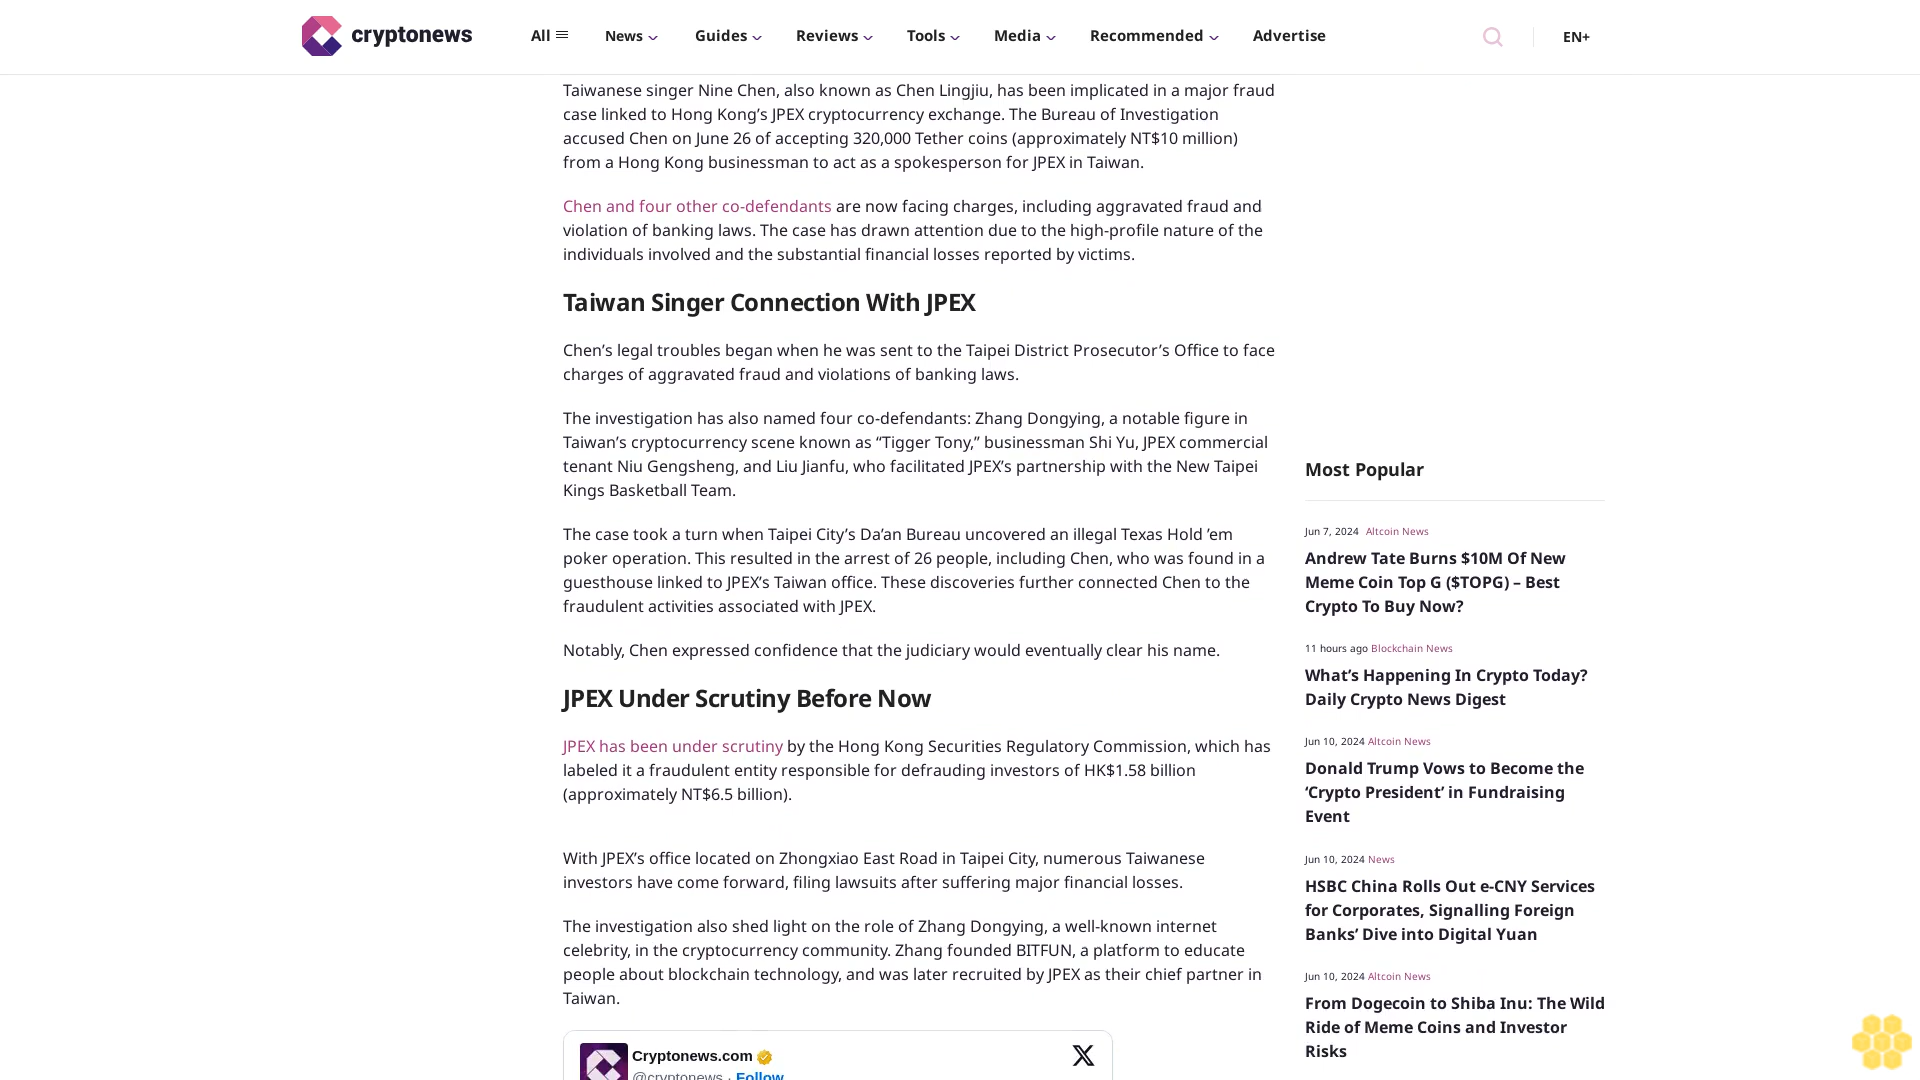 cryptonews
All
News
Guides
Reviews
Tools
Media
Recommended
Advertise
EN+
Taiwanese singer Nine Chen, also known as Chen Lingjiu, has been implicated in a major fraud
case linked to Hong Kong’s JPEX cryptocurrency exchange. The Bureau of Investigation
accused Chen on June 26 of accepting 320,000 Tether coins (approximately NT$10 million)
from a Hong Kong businessman to act as a spokesperson for JPEX in Taiwan.
Chen and four other co-defendants are now facing charges, including aggravated fraud and
violation of banking laws. The case has drawn attention due to the high-profile nature of the
individuals involved and the substantial financial losses reported by victims.
Taiwan Singer Connection With JPEX
Chen’s legal troubles began when he was sent to the Taipei District Prosecutor’s Office to face
charges of aggravated fraud and violations of banking laws.
The investigation has also named four co-defendants: Zhang Dongying, a notable figure in
Taiwan’s cryptocurrency scene known as “Tigger Tony,” businessman Shi Yu, JPEX commercial
tenant Niu Gengsheng, and Liu Jianfu, who facilitated JPEX’s partnership with the New Taipei
Kings Basketball Team.
The case took a turn when Taipei City’s Da’an Bureau uncovered an illegal Texas Hold ’em
poker operation. This resulted in the arrest of 26 people, including Chen, who was found in a
guesthouse linked to JPEX’s Taiwan office. These discoveries further connected Chen to the
fraudulent activities associated with JPEX.
Notably, Chen expressed confidence that the judiciary would eventually clear his name.
JPEX Under Scrutiny Before Now
JPEX has been under scrutiny by the Hong Kong Securities Regulatory Commission, which has
labeled it a fraudulent entity responsible for defrauding investors of HK$1.58 billion
(approximately NT$6.5 billion).
With JPEX’s office located on Zhongxiao East Road in Taipei City, numerous Taiwanese
investors have come forward, filing lawsuits after suffering major financial losses.
The investigation also shed light on the role of Zhang Dongying, a well-known internet
celebrity, in the cryptocurrency community. Zhang founded BITFUN, a platform to educate
people about blockchain technology, and was later recruited by JPEX as their chief partner in
Taiwan.
Cryptonews.com
@cryptonews · Follow
Most Popular
Jun 7, 2024 Altcoin News
Andrew Tate Burns $10M Of New
Meme Coin Top G ($TOPG) – Best
Crypto To Buy Now?
11 hours ago Blockchain News
What’s Happening In Crypto Today?
Daily Crypto News Digest
Jun 10, 2024 Altcoin News
Donald Trump Vows to Become the
‘Crypto President’ in Fundraising
Event
Jun 10, 2024 News
HSBC China Rolls Out e-CNY Services
for Corporates, Signalling Foreign
Banks’ Dive into Digital Yuan
Jun 10, 2024 Altcoin News
From Dogecoin to Shiba Inu: The Wild
Ride of Meme Coins and Investor
Risks